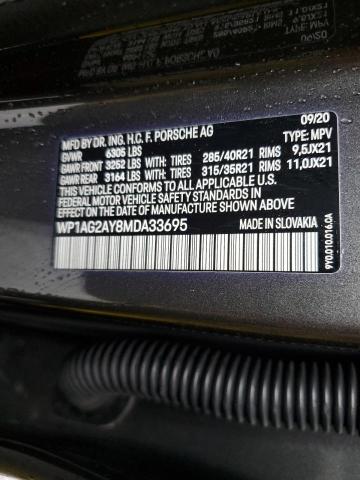 MFD BY DR. ING. H.C. F. PORSCHE AG 09/20
GVWR 6305 LBS TYPE: MPV
GAWR FRONT 3252 LBS WITH: TIRES 285/40R21 RIMS 9,5JX21
GAWR REAR 3164 LBS WITH: TIRES 315/35R21 RIMS 11,0JX21
THIS VEHICLE CONFORMS TO ALL APPLICABLE
FEDERAL MOTOR VEHICLE SAFETY STANDARDS IN
EFFECT ON DATE OF MANUFACTURE SHOWN ABOVE
WP1AG2AY8MDA33695 MADE IN SLOVAKIA
9Y0.010.016.CA